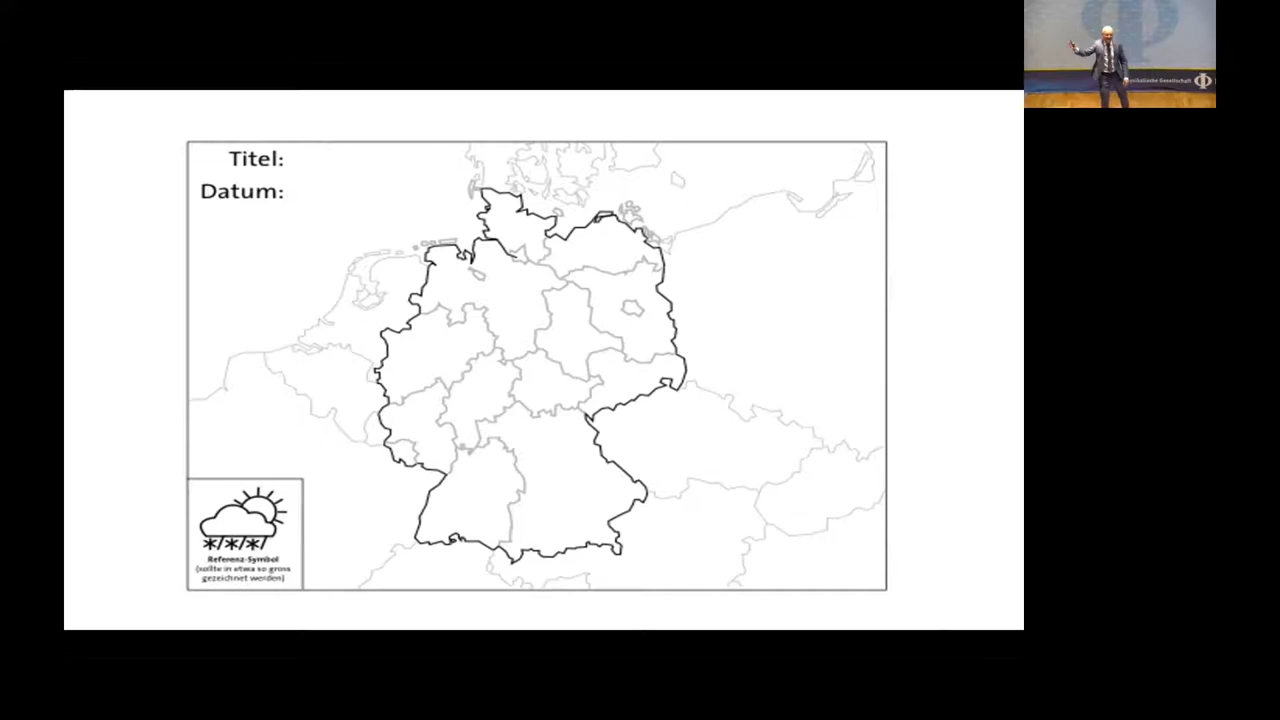 Titel:
Datum:
Referenz-Symbol
(sollte in etwa so gross
gezeichnet werden)